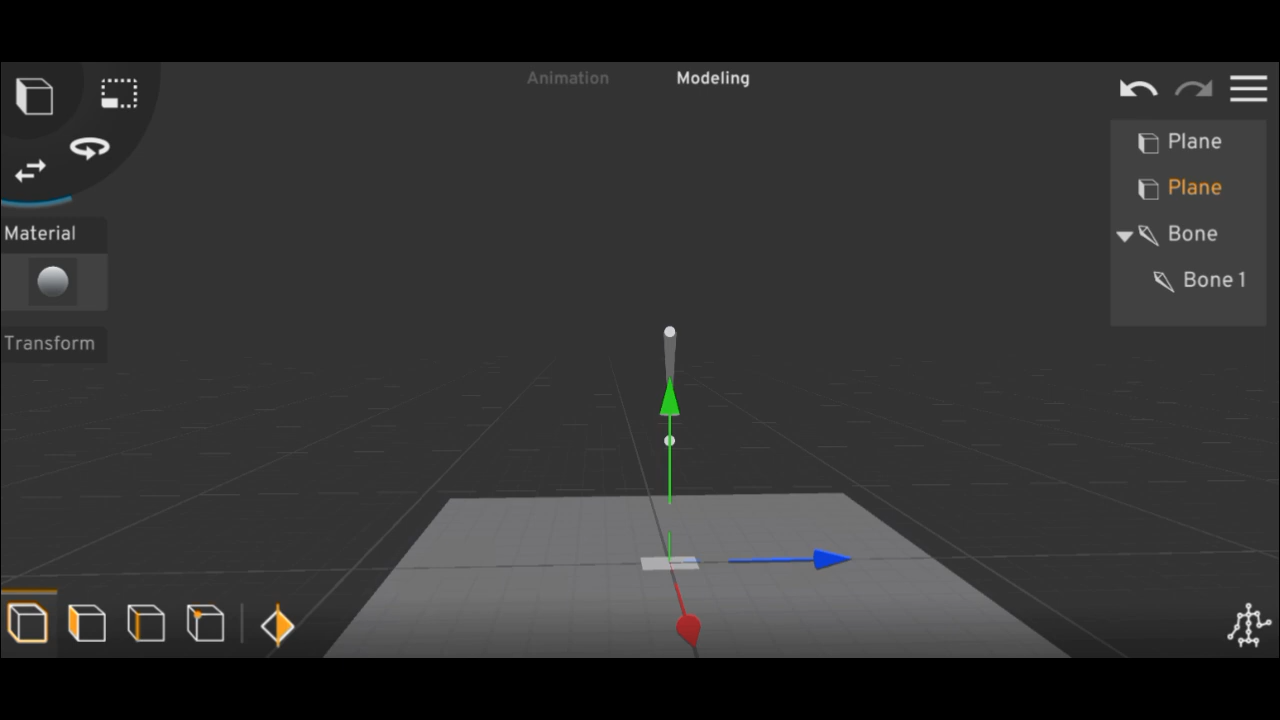 Animation Modeling
Plane
Plane
Material
Bone
Bone 1
Transform